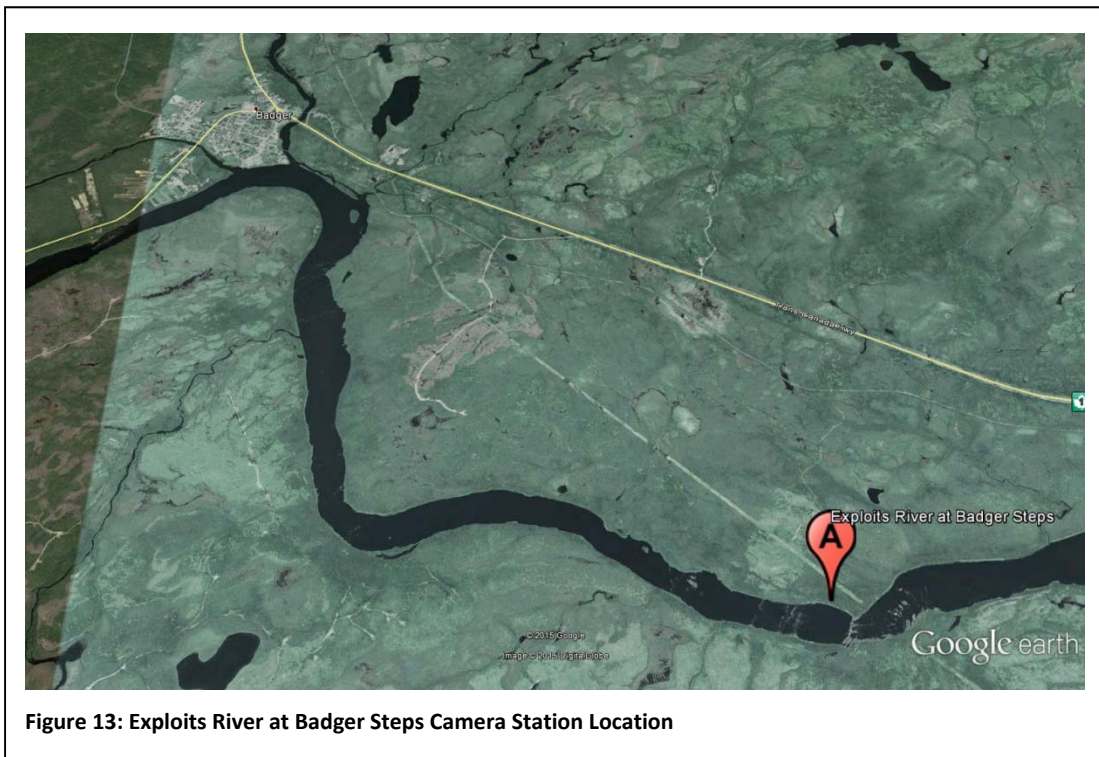 Badger
Trans-Canada Hwy
1
Exploits River at Badger Steps
A
© 2015 Google
Image © 2015 DigitalGlobe
Google earth
Figure 13: Exploits River at Badger Steps Camera Station Location